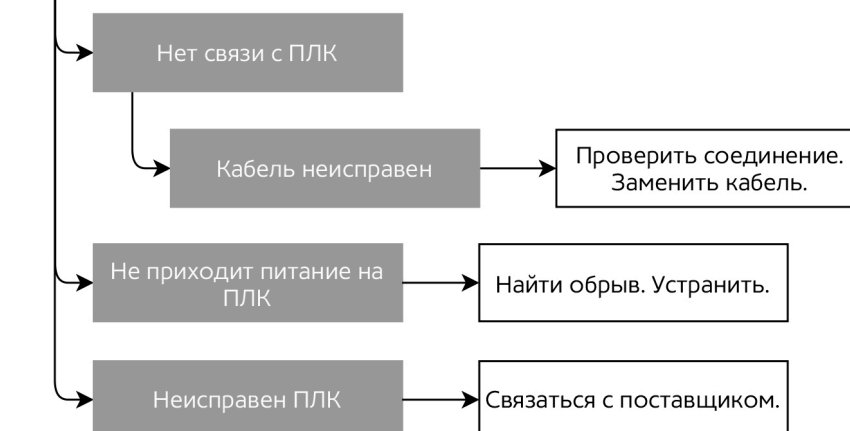 Нет связи с ПЛК
Кабель неисправен
Проверить соединение.
Заменить кабель.
Не приходит питание на
ПЛК
Найти обрыв. Устранить.
Неисправен ПЛК
Связаться с поставщиком.